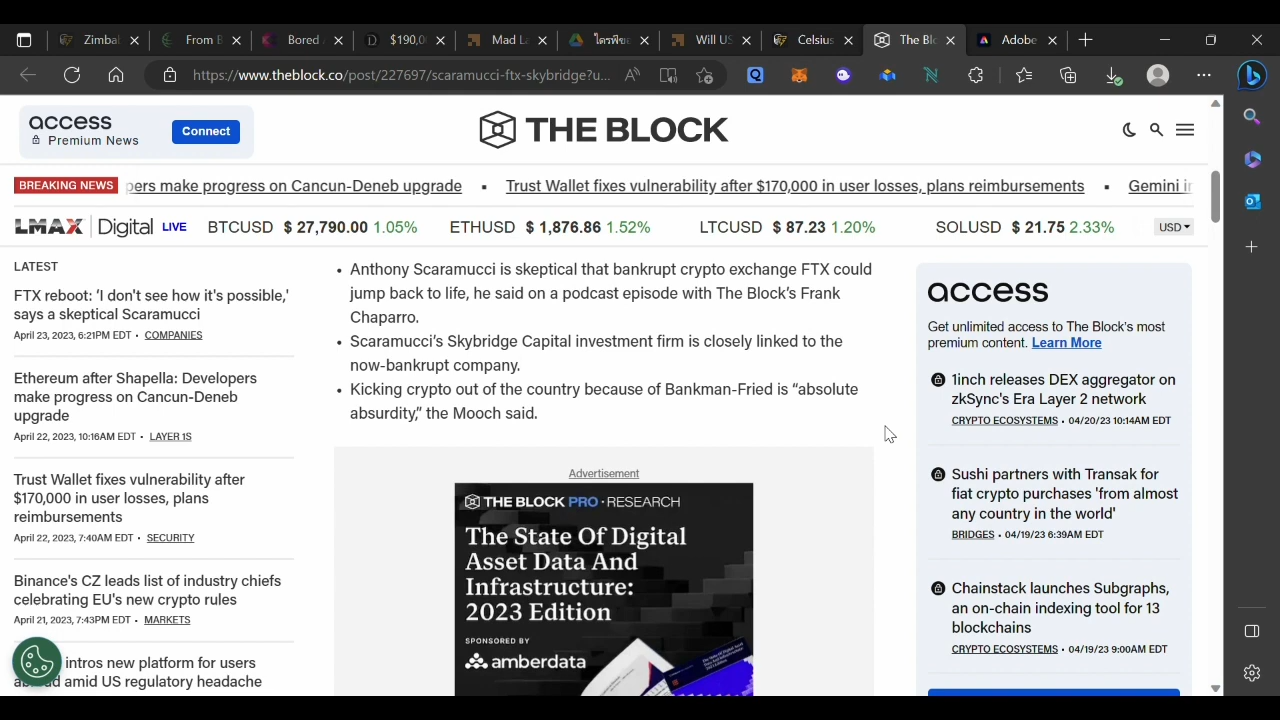 Zimbal
From B
Bored
$190,0
Mad La
ไดรฟ์ขอ
Will US
Celsius
The Blo
Adobe
https://www.theblock.co/post/227697/scaramucci-ftx-skybridge?u...
access
Premium News
Connect
THE BLOCK
BREAKING NEWS
pers make progress on Cancun-Deneb upgrade ▪ Trust Wallet fixes vulnerability after $170,000 in user losses, plans reimbursements ▪ Gemini in
LMAX Digital LIVE BTCUSD $ 27,790.00 1.05% ETHUSD $ 1,876.86 1.52% LTCUSD $ 87.23 1.20% SOLUSD $ 21.75 2.33% USD
LATEST
FTX reboot: ‘I don't see how it's possible,'
says a skeptical Scaramucci
April 23, 2023, 6:21PM EDT • COMPANIES
Ethereum after Shapella: Developers
make progress on Cancun-Deneb
upgrade
April 22, 2023, 10:16AM EDT • LAYER 1S
Trust Wallet fixes vulnerability after
$170,000 in user losses, plans
reimbursements
April 22, 2023, 7:40AM EDT • SECURITY
Binance's CZ leads list of industry chiefs
celebrating EU's new crypto rules
April 21, 2023, 7:43PM EDT • MARKETS
intros new platform for users
amid US regulatory headache
• Anthony Scaramucci is skeptical that bankrupt crypto exchange FTX could
jump back to life, he said on a podcast episode with The Block’s Frank
Chaparro.
• Scaramucci’s Skybridge Capital investment firm is closely linked to the
now-bankrupt company.
• Kicking crypto out of the country because of Bankman-Fried is “absolute
absurdity,” the Mooch said.
Advertisement
THE BLOCK PRO · RESEARCH
The State Of Digital
Asset Data And
Infrastructure:
2023 Edition
SPONSORED BY
amberdata
access
Get unlimited access to The Block's most
premium content. Learn More
1inch releases DEX aggregator on
zkSync's Era Layer 2 network
CRYPTO ECOSYSTEMS • 04/20/23 10:14AM EDT
Sushi partners with Transak for
fiat crypto purchases 'from almost
any country in the world'
BRIDGES • 04/19/23 6:39AM EDT
Chainstack launches Subgraphs,
an on-chain indexing tool for 13
blockchains
CRYPTO ECOSYSTEMS • 04/19/23 9:00AM EDT